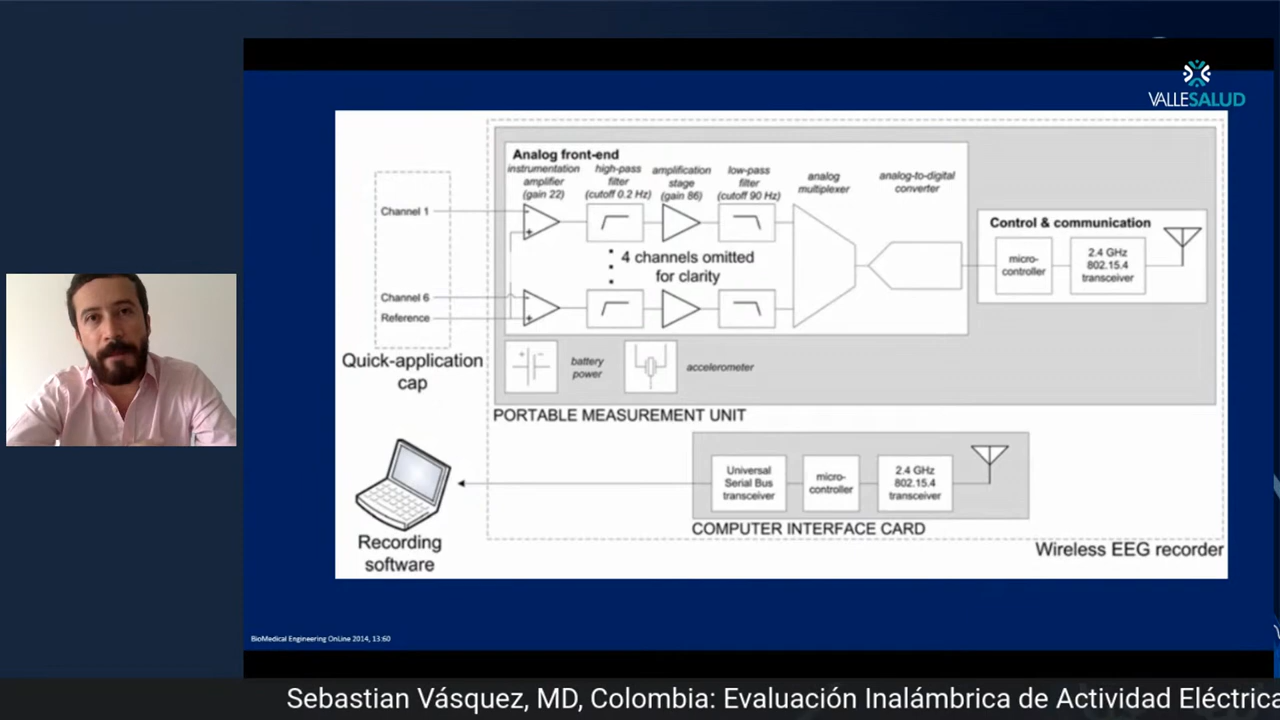 VALLESALUD
Analog front-end
instrumentation
amplifier
(gain 22)
high-pass
filter
(cutoff 0.2 Hz)
amplification
stage
(gain 86)
low-pass
filter
(cutoff 90 Hz)
analog
multiplexer
analog-to-digital
converter
Channel 1
4 channels omitted
for clarity
Channel 6
Reference
Quick-application
cap
Control & communication
micro-
controller
2.4 GHz
802.15.4
transceiver
battery
power
accelerometer
PORTABLE MEASUREMENT UNIT
Universal
Serial Bus
transceiver
micro-
controller
2.4 GHz
802.15.4
transceiver
COMPUTER INTERFACE CARD
Recording
software
Wireless EEG recorder
BioMedical Engineering OnLine 2014, 13:60
Sebastian Vásquez, MD, Colombia: Evaluación Inalámbrica de Actividad Eléctrica